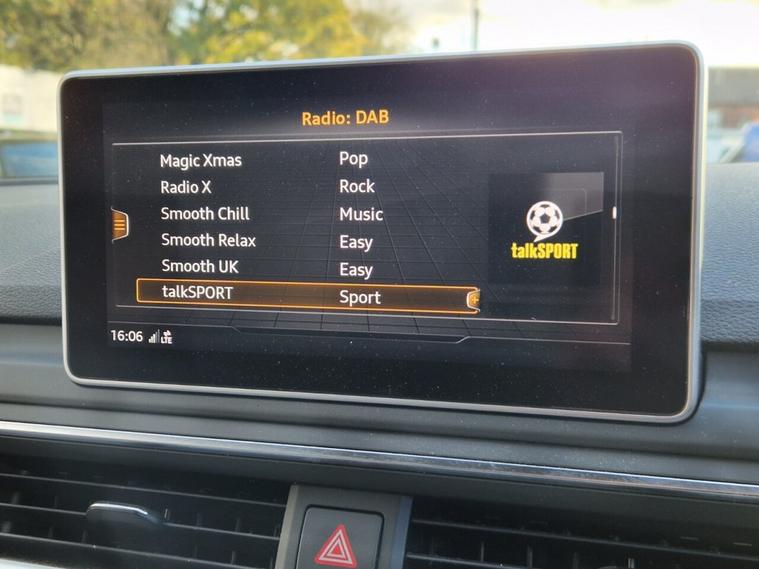 Radio: DAB
Magic Xmas Pop
Radio X Rock
Smooth Chill Music
Smooth Relax Easy
Smooth UK Easy
talkSPORT Sport
talkSPORT
16:06 LTE